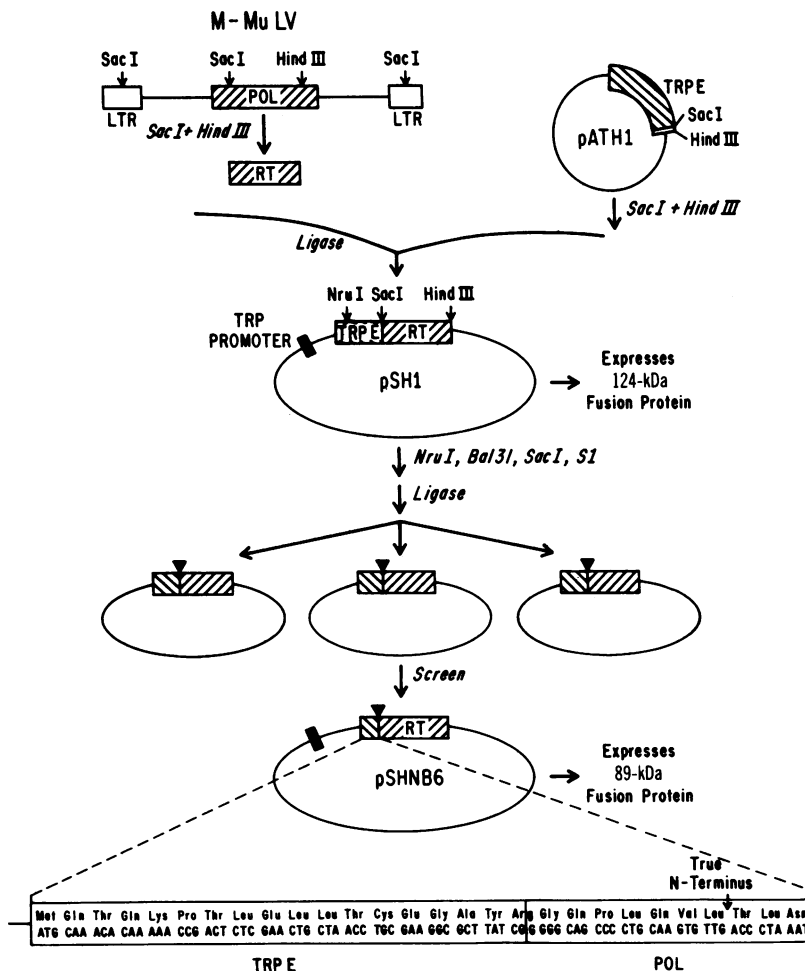 M-MuLV
Sac I Sac I Hind III Sac I
POL
LTR LTR
Sac I + Hind III
RT
TRP E
Sac I
Hind III
pATH1
Sac I + Hind III
Ligase
Nru I Sac I Hind III
TRP
PROMOTER
TRP E RT
pSH1
Expresses
124-kDa
Fusion Protein
Nru I, Bal31, Sac I, S1
Ligase
Screen
RT
pSHNB6
Expresses
89-kDa
Fusion Protein
True
N-Terminus
Met Gln Thr Gln Lys Pro Thr Leu Glu Leu Leu Thr Cys Glu Gly Ala Tyr Arg Gly Gln Pro Leu Gln Val Leu Thr Leu Asn
ATG CAA ACA CAA AAA CCG ACT CTC GAA CTG CTA ACC TGC GAA GGC GCT TAT CG G GGG CAG CCC CTG CAA GTG TTG ACC CTA AAT
TRP E POL